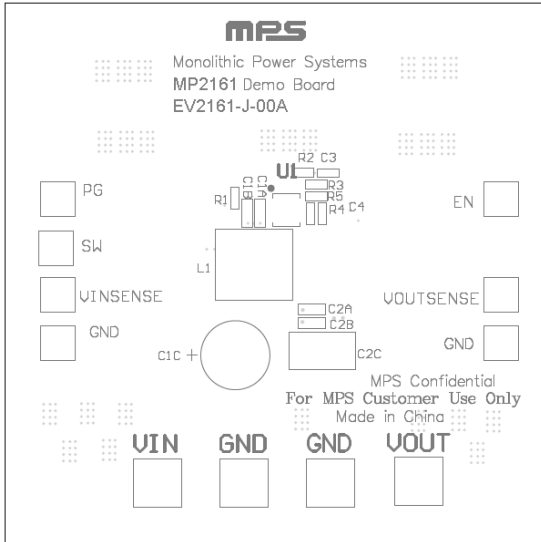 mps
Monolithic Power Systems
MP2161 Demo Board
EV2161-J-00A
R2 C3
U1
C1B
C1A
R3
R5
R1
R4
C4
PG
EN
SW
L1
VINSENSE
VOUTSENSE
C2A
C2B
GND
GND
C1C +
C2C
MPS Confidential
For MPS Customer Use Only
Made in China
VIN GND GND VOUT